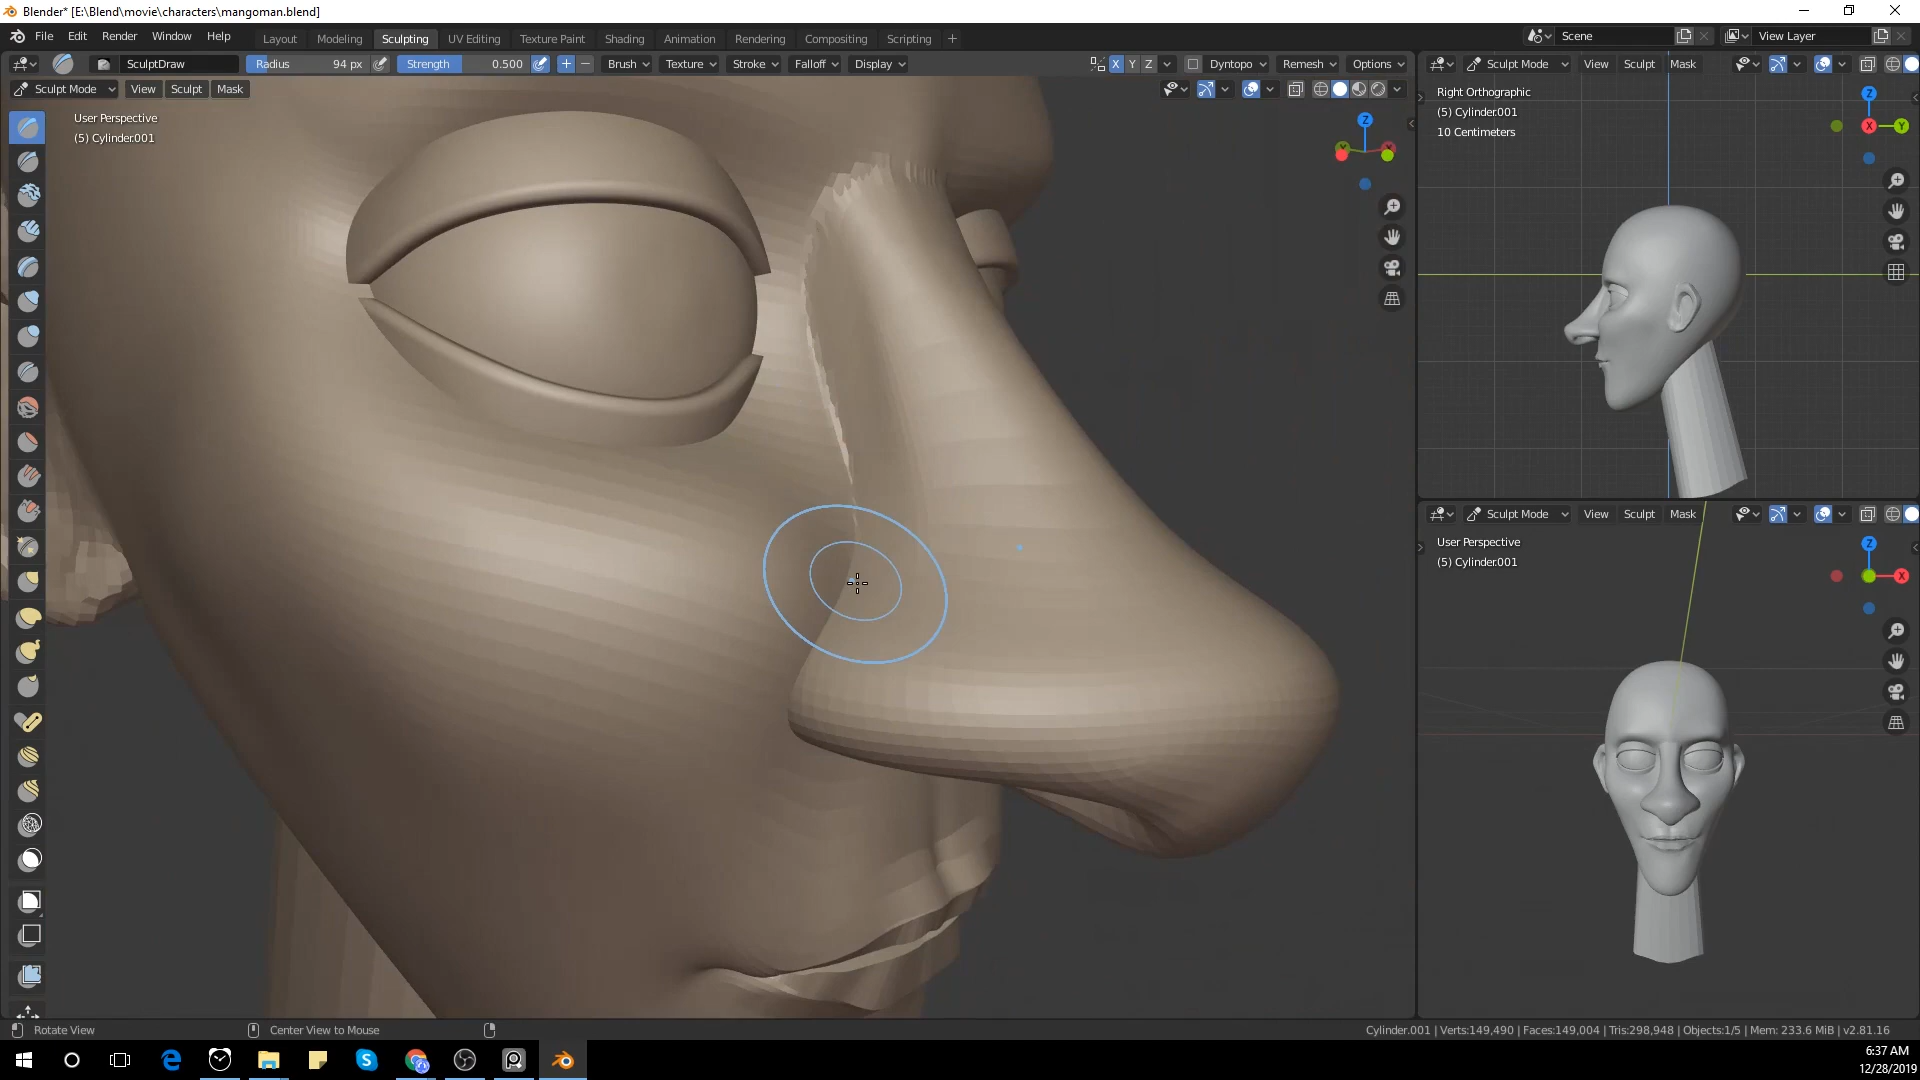 Blender* [E:\Blend\movie\characters\mangoman.blend]
File Edit Render Window Help Layout Modeling Sculpting UV Editing Texture Paint Shading Animation Rendering Compositing Scripting + Scene View Layer
SculptDraw Radius 94 px Strength 0.500 + − Brush Texture Stroke Falloff Display X Y Z Dyntopo Remesh Options
Sculpt Mode View Sculpt Mask
Sculpt Mode View Sculpt Mask
User Perspective
(5) Cylinder.001
Z
Right Orthographic
(5) Cylinder.001
10 Centimeters
Z
X Y
Sculpt Mode View Sculpt Mask
User Perspective
(5) Cylinder.001
Z
X
Rotate View Center View to Mouse Cylinder.001 | Verts:149,490 | Faces:149,004 | Tris:298,948 | Objects:1/5 | Mem: 233.6 MiB | v2.81.16
6:37 AM
12/28/2019